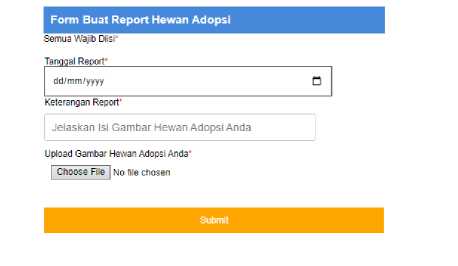 Form Buat Report Hewan Adopsi
Semua Wajib Diisi*
Tanggal Report*
dd/mm/yyyy
Keterangan Report*
Jelaskan Isi Gambar Hewan Adopsi Anda
Upload Gambar Hewan Adopsi Anda*
Choose File No file chosen
Submit